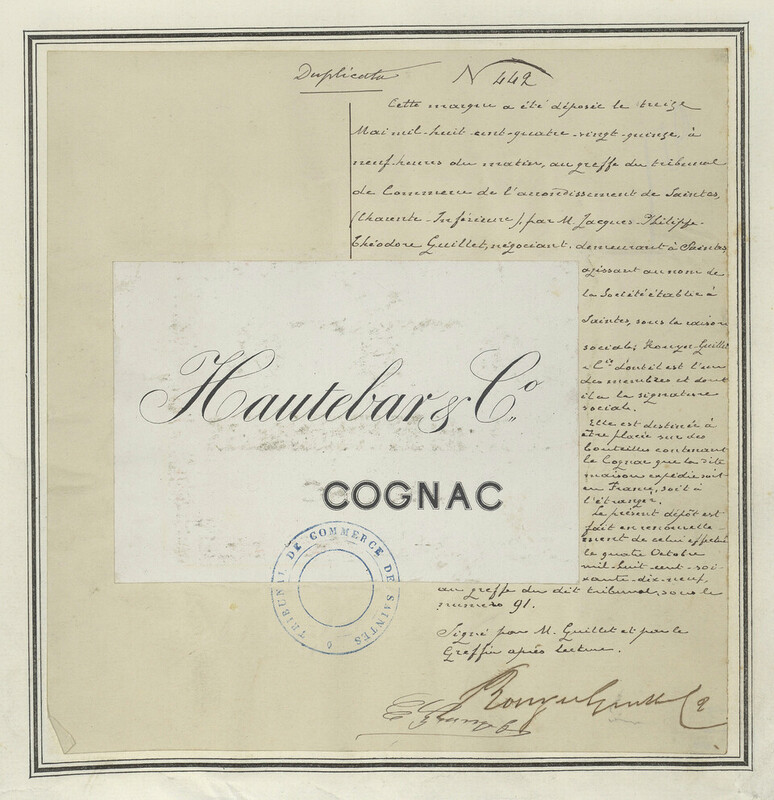 Duplicata
N 442
Cette marque a été déposée le treize
Mai mil-huit cent-quatre-vingt-quinze, à
neuf-heures du matin, au greffe du tribunal
de Commerce de l'arrondissement de Saintes,
(Charente-Inférieure), par M. Jacques-Philippe-
Théodore Guillet, négociant, demeurant à Saintes,
agissant au nom de
la Société établie à
Saintes, sous la raison
sociale; Rouyer Guillet
& Cie dont il est l'un
des membres et dont
il a la signature
sociale.
Elle est destinée à
être placée sur des
bouteilles contenant
le Cognac que la dite
maison expédie soit
en France, soit à
l'étranger.
Le présent dépôt est
fait en renouvelle-
ment de celui effectué
le quatre Octobre
mil-huit-cent-soi-
xante-dix-neuf,
au greffe du dit tribunal, sous le
numéro 91.
Signé par M. Guillet et par le
Greffier après lecture.
Rouyer Guillet & Ce
Hautebar & Co.
COGNAC
TRIBUNAL DE COMMERCE DE SAINTES